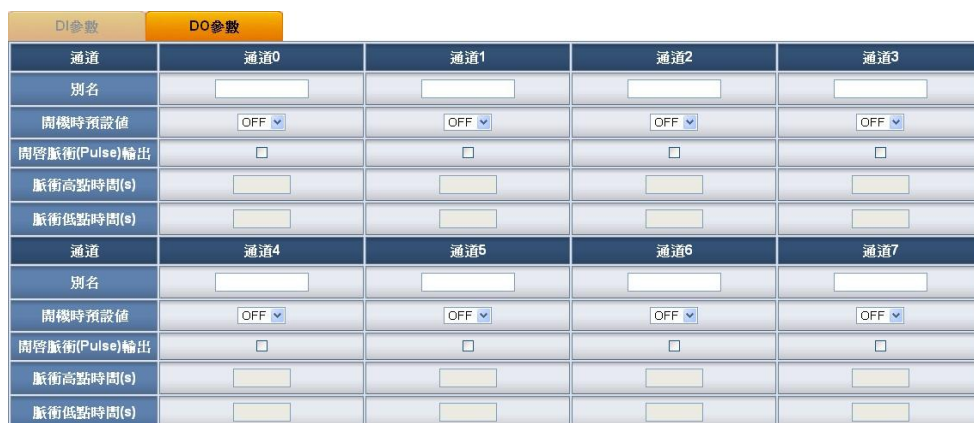 DI參數 DO參數
通道 通道0 通道1 通道2 通道3
別名
開機時預設值 OFF OFF OFF OFF
開啓脈衝(Pulse)輸出
脈衝高點時間(s)
脈衝低點時間(s)
通道 通道4 通道5 通道6 通道7
別名
開機時預設值 OFF OFF OFF OFF
開啓脈衝(Pulse)輸出
脈衝高點時間(s)
脈衝低點時間(s)